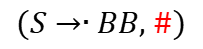 (S →· BB, #)